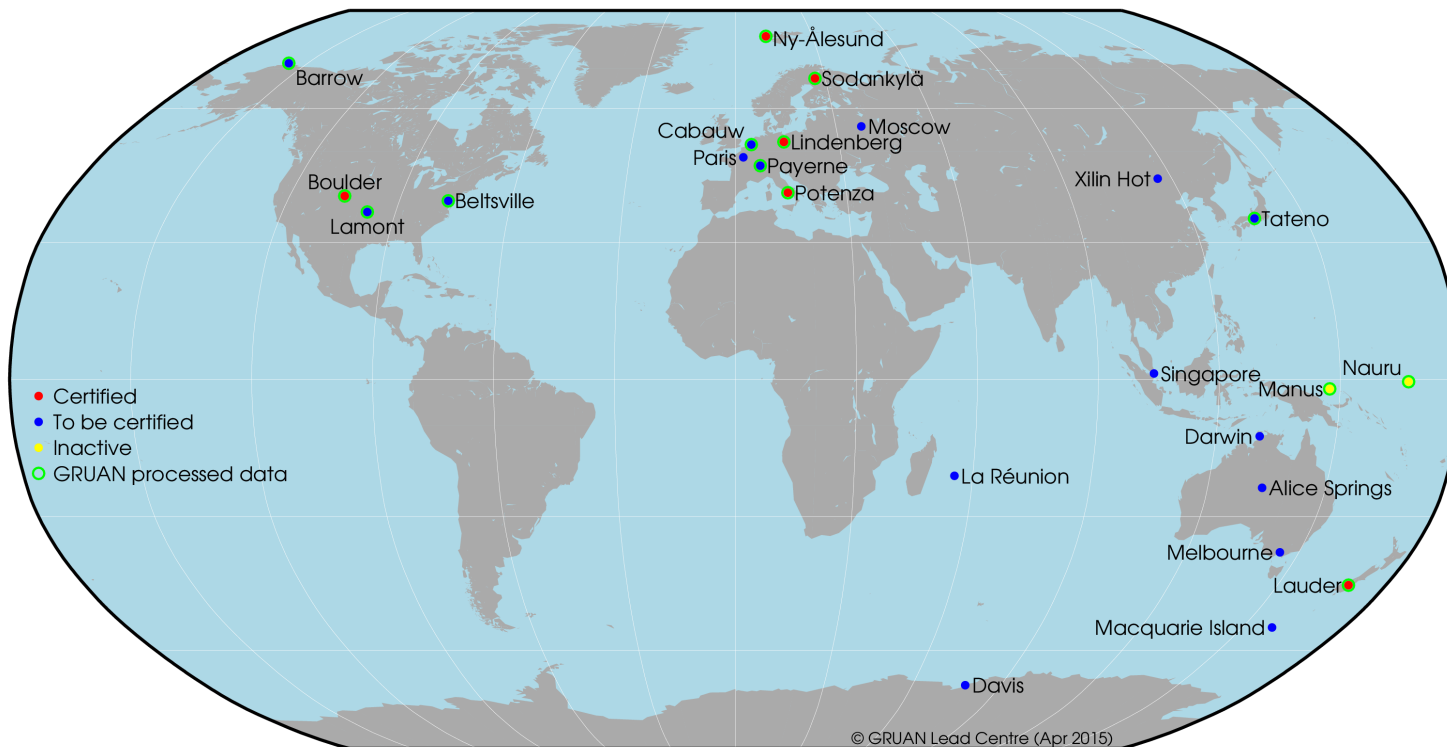 Ny-Ålesund
Barrow
Sodankylä
Moscow
Cabauw
Lindenberg
Paris
Payerne
Boulder
Potenza
Xilin Hot
Beltsville
Lamont
Tateno
Nauru
Singapore
Manus
Certified
To be certified
Inactive
GRUAN processed data
Darwin
La Réunion
Alice Springs
Melbourne
Lauder
Macquarie Island
Davis
© GRUAN Lead Centre (Apr 2015)